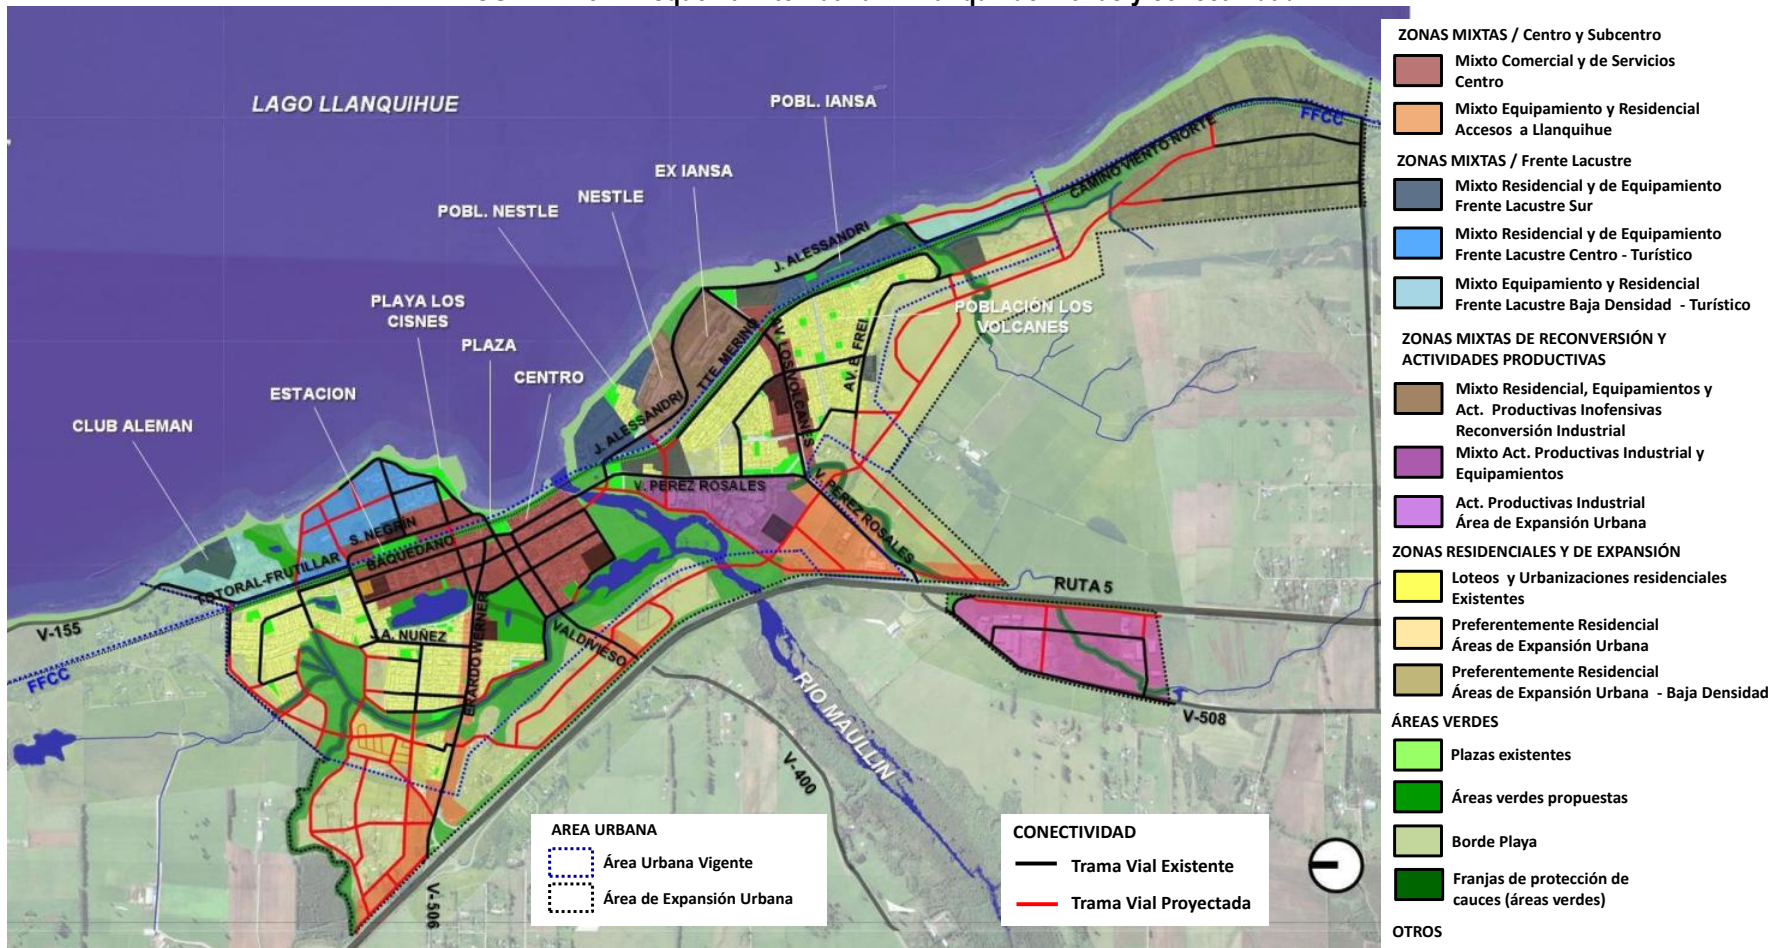 LAGO LLANQUIHUE
POBL. IANSA
EX IANSA
NESTLE
POBL. NESTLE
PLAYA LOS
CISNES
PLAZA
CENTRO
ESTACION
CLUB ALEMAN
FFCC
CAMINO VIENTO NORTE
J. ALESSANDRI
POBLACIÓN LOS
VOLCANES
TTE MERINO
AV. LOS VOLCANES
AV. E. FREI
J. ALESSANDRI
V. PEREZ ROSALES
V. PEREZ ROSALES
S. NEGRIN
BAQUEDANO
TOTORAL-FRUTILLAR
V-155
FFCC
J.A. NUÑEZ
ERARDO WERNER
VALDIVIESO
RUTA 5
RIO MAULLIN
V-508
V-400
V-506
AREA URBANA
Área Urbana Vigente
Área de Expansión Urbana
CONECTIVIDAD
Trama Vial Existente
Trama Vial Proyectada
ZONAS MIXTAS / Centro y Subcentro
Mixto Comercial y de Servicios
Centro
Mixto Equipamiento y Residencial
Accesos a Llanquihue
ZONAS MIXTAS / Frente Lacustre
Mixto Residencial y de Equipamiento
Frente Lacustre Sur
Mixto Residencial y de Equipamiento
Frente Lacustre Centro - Turístico
Mixto Equipamiento y Residencial
Frente Lacustre Baja Densidad - Turístico
ZONAS MIXTAS DE RECONVERSIÓN Y
ACTIVIDADES PRODUCTIVAS
Mixto Residencial, Equipamientos y
Act. Productivas Inofensivas
Reconversión Industrial
Mixto Act. Productivas Industrial y
Equipamientos
Act. Productivas Industrial
Área de Expansión Urbana
ZONAS RESIDENCIALES Y DE EXPANSIÓN
Loteos y Urbanizaciones residenciales
Existentes
Preferentemente Residencial
Áreas de Expansión Urbana
Preferentemente Residencial
Áreas de Expansión Urbana - Baja Densidad
ÁREAS VERDES
Plazas existentes
Áreas verdes propuestas
Borde Playa
Franjas de protección de
cauces (áreas verdes)
OTROS